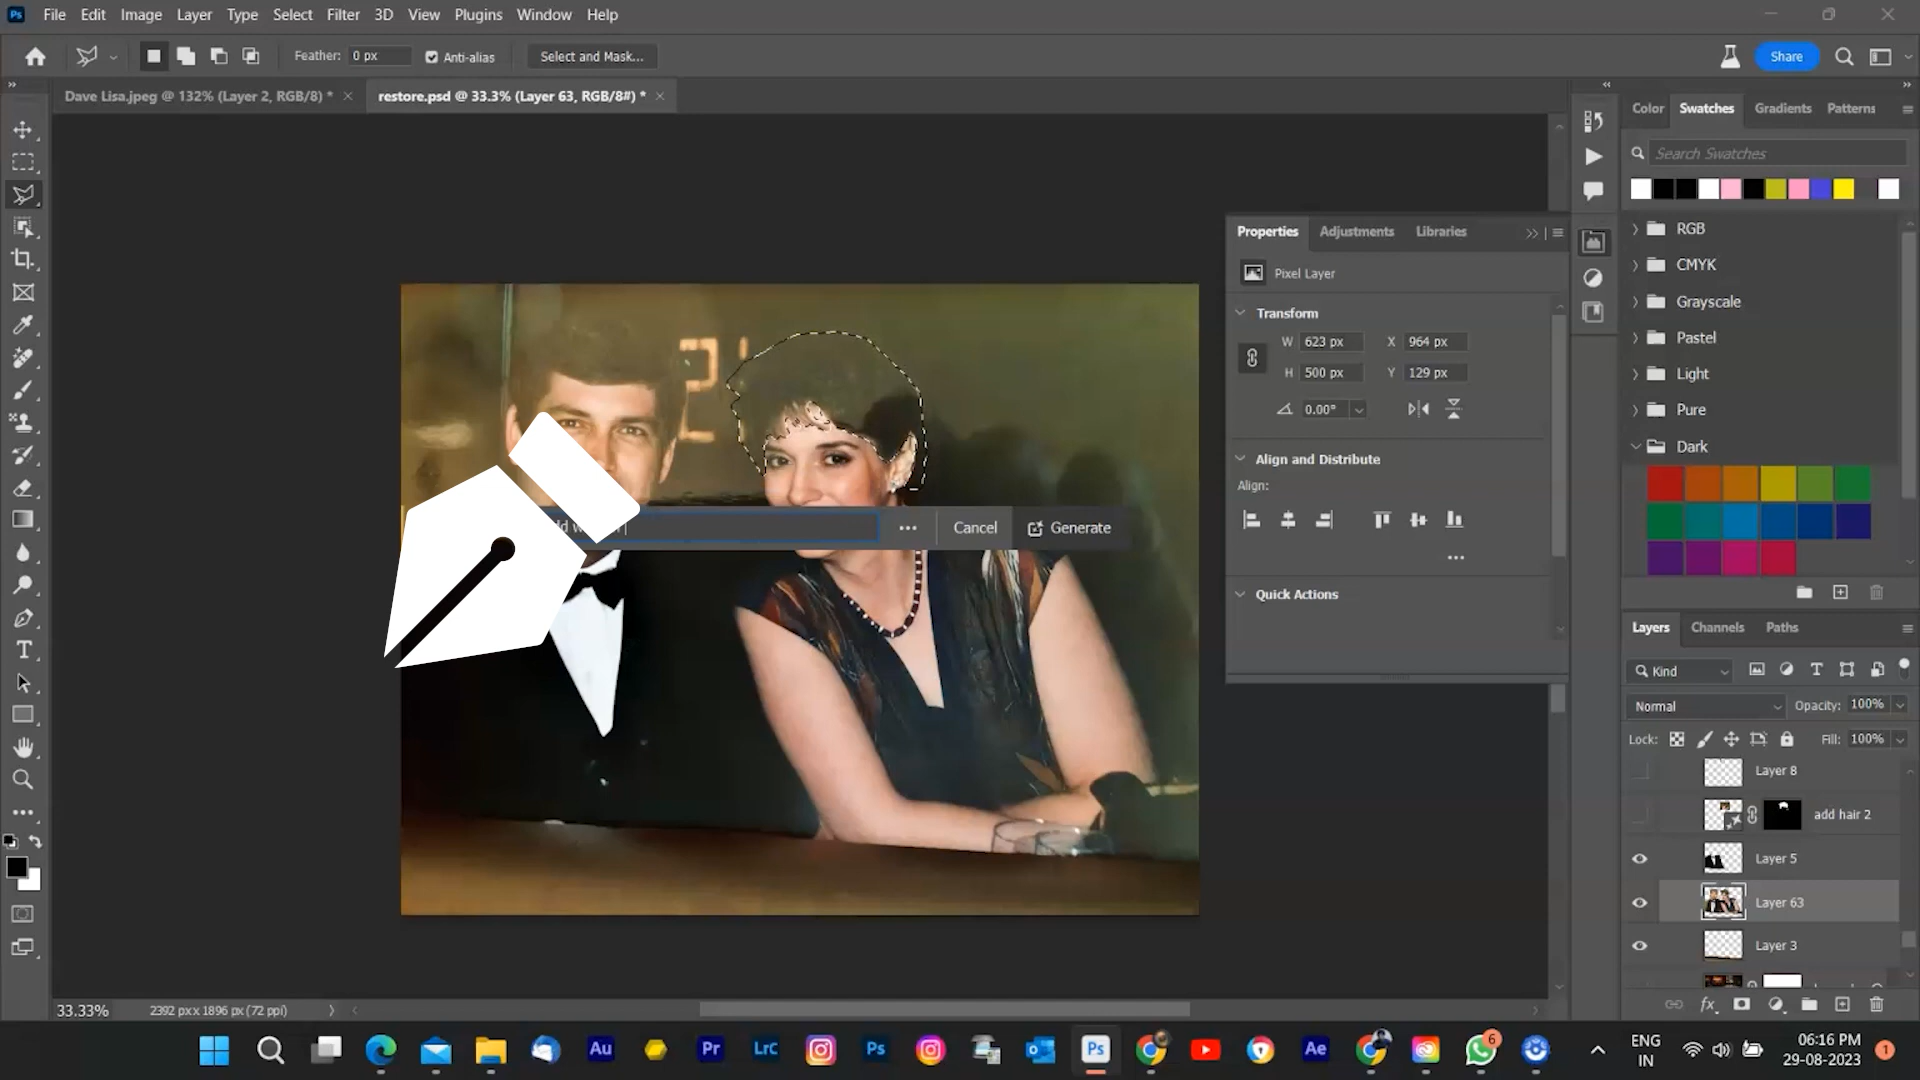 Ps File Edit Image Layer Type Select Filter 3D View Plugins Window Help
Feather: 0 px Anti-alias Select and Mask... Share
Dave Lisa.jpeg @ 132% (Layer 2, RGB/8) * × restore.psd @ 33.3% (Layer 63, RGB/8#) * ×
Color Swatches Gradients Patterns
Search Swatches
RGB
CMYK
Grayscale
Pastel
Light
Pure
Dark
Properties Adjustments Libraries
Pixel Layer
Transform
W 623 px X 964 px
H 500 px Y 129 px
0.00°
Align and Distribute
Align:
Quick Actions
Cancel Generate
Layers Channels Paths
Kind
Normal Opacity: 100%
Lock: Fill: 100%
Layer 8
add hair 2
Layer 5
Layer 63
Layer 3
33.33% 2392 px x 1896 px (72 ppi)
Au Pr LrC Ps Ps Ae 6
ENG
IN
06:16 PM
29-08-2023
1